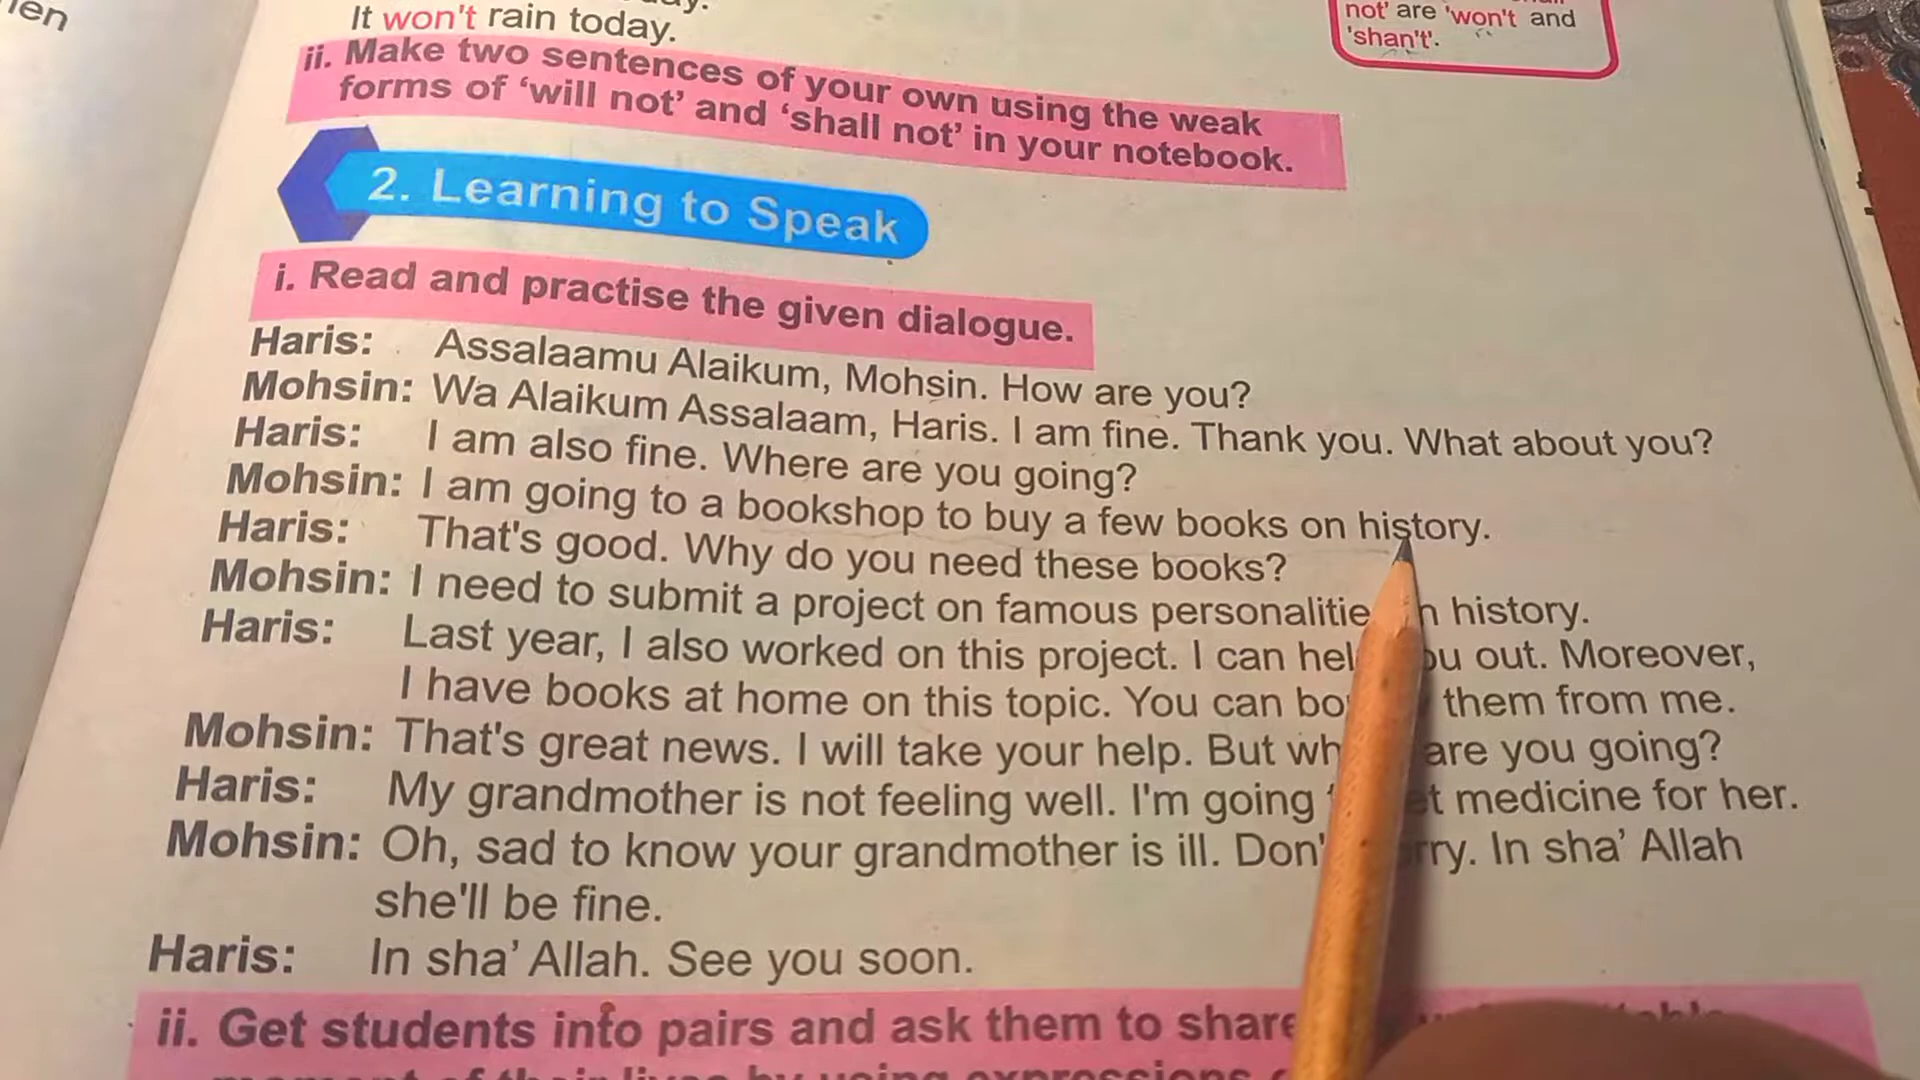 It won't rain today.
not' are 'won't and
'shan't'.
ii. Make two sentences of your own using the weak
forms of ‘will not’ and ‘shall not’ in your notebook.
2. Learning to Speak
i. Read and practise the given dialogue.
Haris: Assalaamu Alaikum, Mohsin. How are you?
Mohsin: Wa Alaikum Assalaam, Haris. I am fine. Thank you. What about you?
Haris: I am also fine. Where are you going?
Mohsin: I am going to a bookshop to buy a few books on history.
Haris: That's good. Why do you need these books?
Mohsin: I need to submit a project on famous history.
Haris: Last year, I also worked on this project. I can out. Moreover,
I have books at home on this topic. You can them from me.
Mohsin: That's great news. I will take your help. But are you going?
Haris: My grandmother is not feeling well. I'm going medicine for her.
Mohsin: Oh, sad to know your grandmother is ill. In sha’ Allah
she'll be fine.
Haris: In sha’ Allah. See you soon.
ii. Get students into pairs and ask them to share
of their lives by using expressions